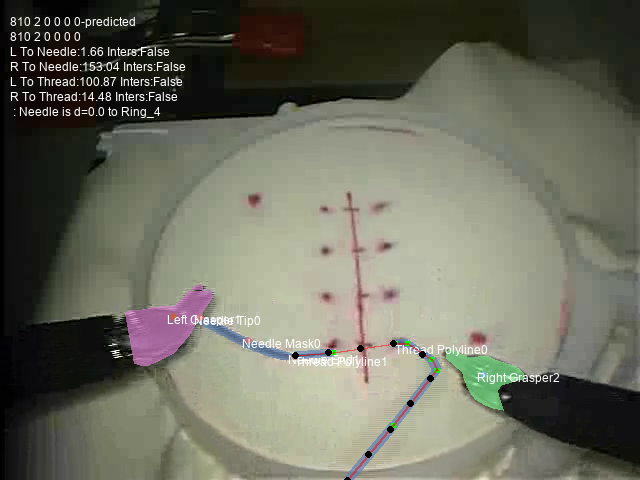 810 2 0 0 0 0-predicted
810 2 0 0 0 0
L To Needle:1.66 Inters:False
R To Needle:153.04 Inters:False
L To Thread:100.87 Inters:False
R To Thread:14.48 Inters:False
: Needle is d=0.0 to Ring_4
Needle Tip0
Needle Mask0
Thread Polyline0
Thread Polyline1
Right Grasper2